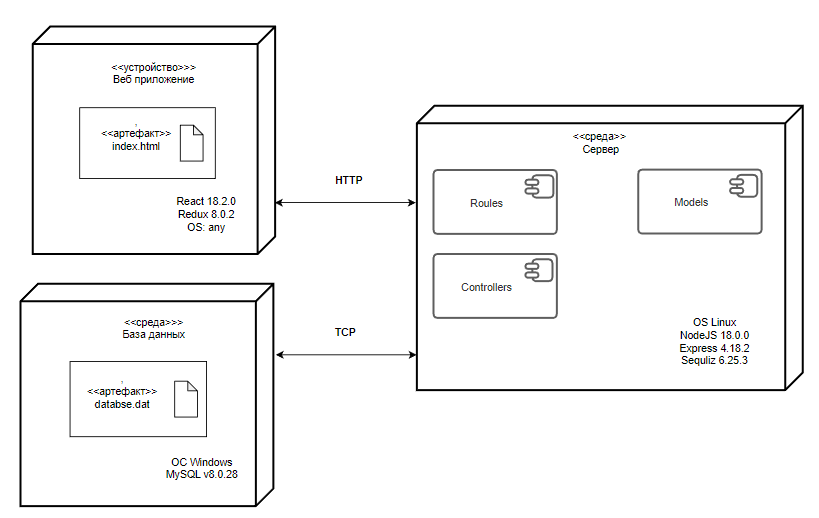 <<устройство>>>
Веб приложение
<<артефакт>>
index.html
React 18.2.0
Redux 8.0.2
OS: any
HTTP
<<среда>>
Сервер
Routes
Models
Controllers
OS Linux
NodeJS 18.0.0
Express 4.18.2
Sequliz 6.25.3
<<среда>>>
База данных
<<артефакт>>
databse.dat
ОС Windows
MySQL v8.0.28
TCP